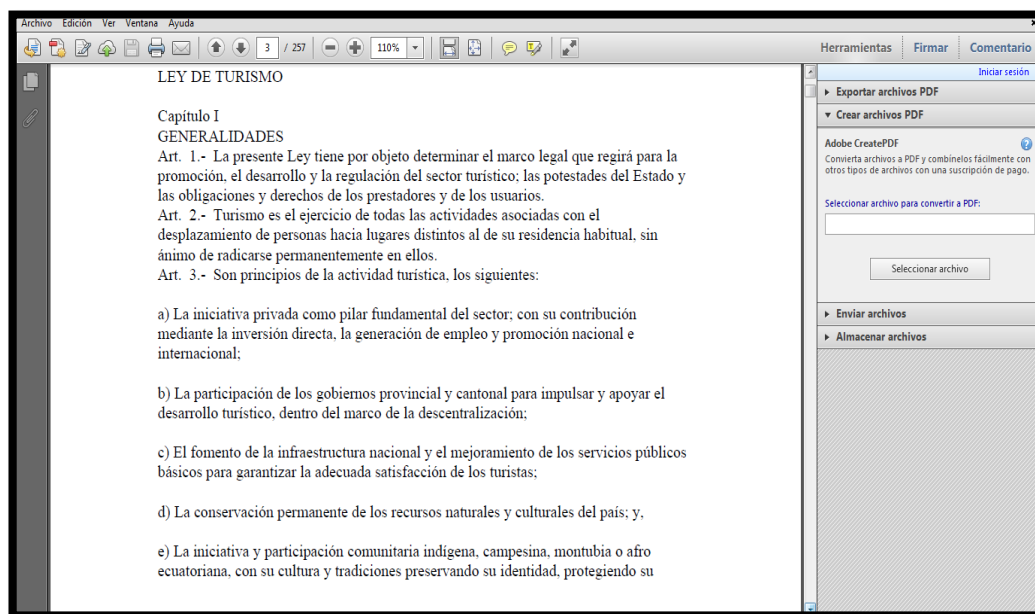 Archivo Edición Ver Ventana Ayuda
3 / 257 110%
Herramientas Firmar Comentario
LEY DE TURISMO
Capítulo I
GENERALIDADES
Art. 1.- La presente Ley tiene por objeto determinar el marco legal que regirá para la
promoción, el desarrollo y la regulación del sector turístico; las potestades del Estado y
las obligaciones y derechos de los prestadores y de los usuarios.
Art. 2.- Turismo es el ejercicio de todas las actividades asociadas con el
desplazamiento de personas hacia lugares distintos al de su residencia habitual, sin
ánimo de radicarse permanentemente en ellos.
Art. 3.- Son principios de la actividad turística, los siguientes:
a) La iniciativa privada como pilar fundamental del sector; con su contribución
mediante la inversión directa, la generación de empleo y promoción nacional e
internacional;
b) La participación de los gobiernos provincial y cantonal para impulsar y apoyar el
desarrollo turístico, dentro del marco de la descentralización;
c) El fomento de la infraestructura nacional y el mejoramiento de los servicios públicos
básicos para garantizar la adecuada satisfacción de los turistas;
d) La conservación permanente de los recursos naturales y culturales del país; y,
e) La iniciativa y participación comunitaria indígena, campesina, montubia o afro
ecuatoriana, con su cultura y tradiciones preservando su identidad, protegiendo su
Iniciar sesión
Exportar archivos PDF
Crear archivos PDF
Adobe CreatePDF
Convierta archivos a PDF y combínelos fácilmente con
otros tipos de archivos con una suscripción de pago.
Seleccionar archivo para convertir a PDF:
Seleccionar archivo
Enviar archivos
Almacenar archivos